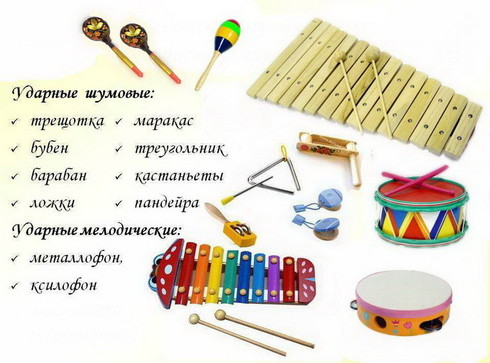 Ударные шумовые:
✓ трещотка ✓ маракас
✓ бубен ✓ треугольник
✓ барабан ✓ кастаньеты
✓ ложки ✓ пандейра
Ударные мелодические:
✓ металлофон,
✓ ксилофон